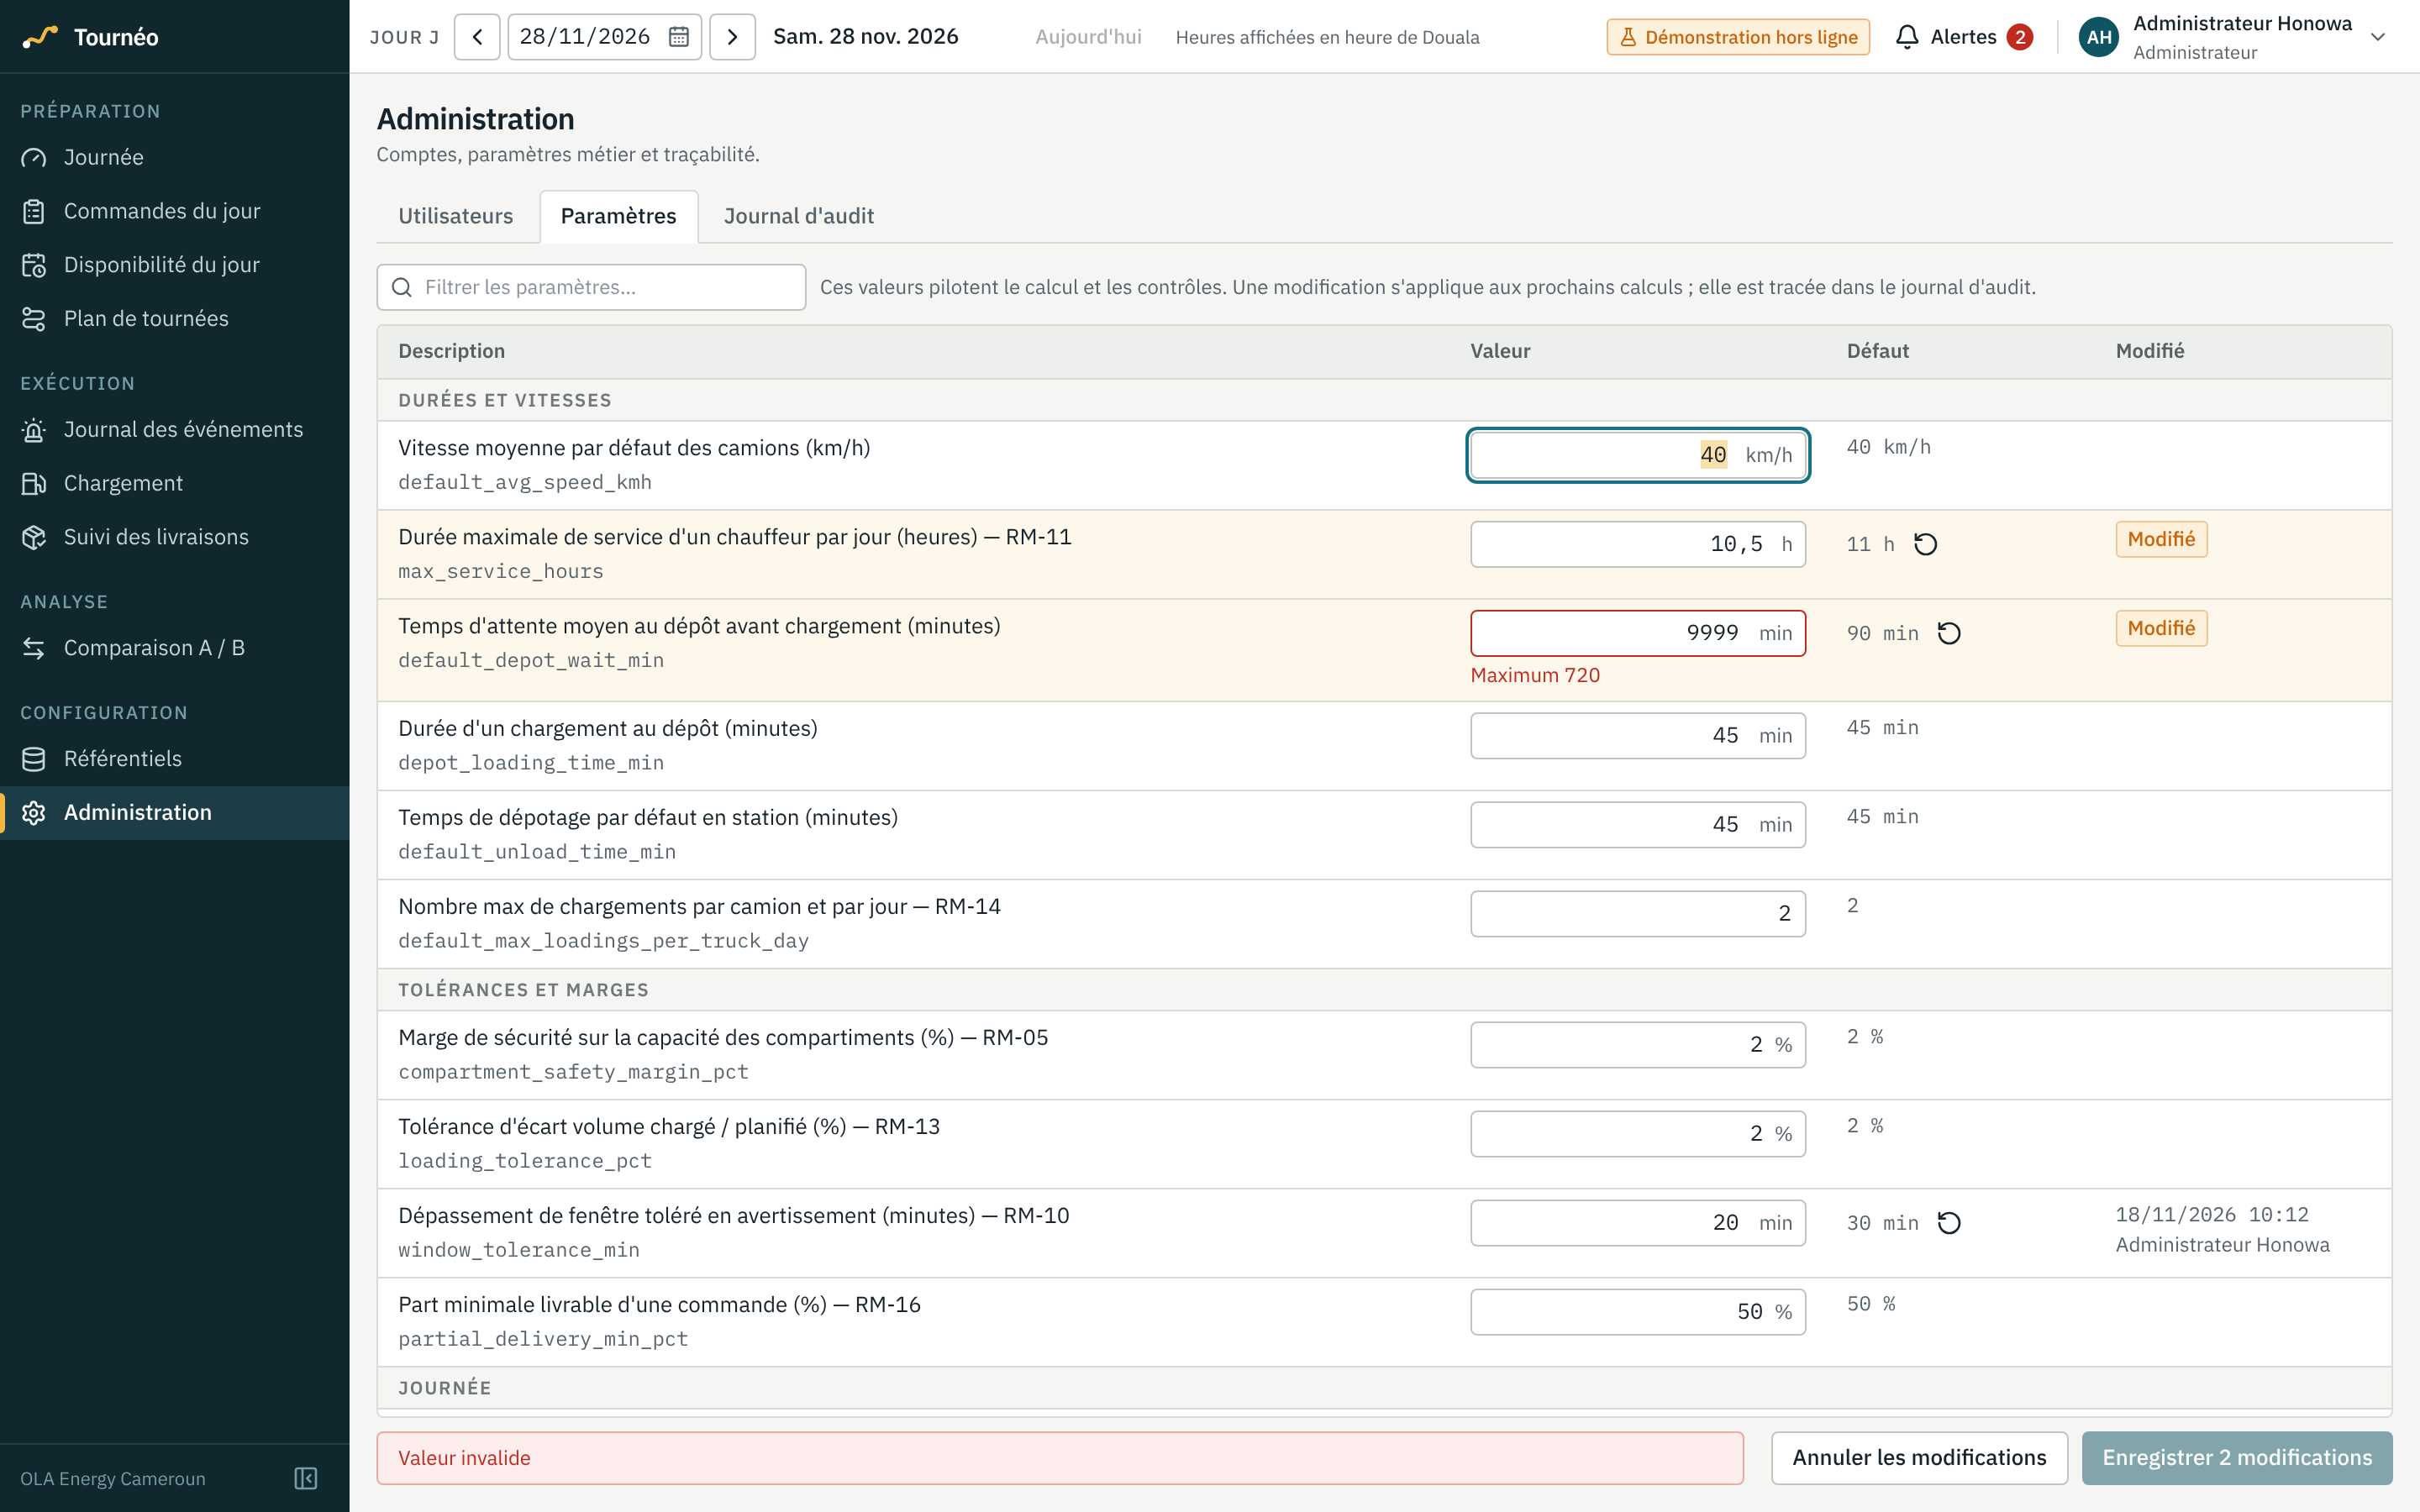 Tournéo
JOUR J
28/11/2026
Sam. 28 nov. 2026
Aujourd'hui
Heures affichées en heure de Douala
Démonstration hors ligne
Alertes 2
AH
Administrateur Honowa
Administrateur
PRÉPARATION
Journée
Commandes du jour
Disponibilité du jour
Plan de tournées
EXÉCUTION
Journal des événements
Chargement
Suivi des livraisons
ANALYSE
Comparaison A / B
CONFIGURATION
Référentiels
Administration
OLA Energy Cameroun
Administration
Comptes, paramètres métier et traçabilité.
Utilisateurs
Paramètres
Journal d'audit
Filtrer les paramètres...
Ces valeurs pilotent le calcul et les contrôles. Une modification s'applique aux prochains calculs ; elle est tracée dans le journal d'audit.
Description
Valeur
Défaut
Modifié
DURÉES ET VITESSES
Vitesse moyenne par défaut des camions (km/h)
default_avg_speed_kmh
40 km/h
40 km/h
Durée maximale de service d'un chauffeur par jour (heures) — RM-11
max_service_hours
10,5 h
11 h
Modifié
Temps d'attente moyen au dépôt avant chargement (minutes)
default_depot_wait_min
9999 min
Maximum 720
90 min
Modifié
Durée d'un chargement au dépôt (minutes)
depot_loading_time_min
45 min
45 min
Temps de dépotage par défaut en station (minutes)
default_unload_time_min
45 min
45 min
Nombre max de chargements par camion et par jour — RM-14
default_max_loadings_per_truck_day
2
2
TOLÉRANCES ET MARGES
Marge de sécurité sur la capacité des compartiments (%) — RM-05
compartment_safety_margin_pct
2 %
2 %
Tolérance d'écart volume chargé / planifié (%) — RM-13
loading_tolerance_pct
2 %
2 %
Dépassement de fenêtre toléré en avertissement (minutes) — RM-10
window_tolerance_min
20 min
30 min
18/11/2026 10:12
Administrateur Honowa
Part minimale livrable d'une commande (%) — RM-16
partial_delivery_min_pct
50 %
50 %
JOURNÉE
Valeur invalide
Annuler les modifications
Enregistrer 2 modifications